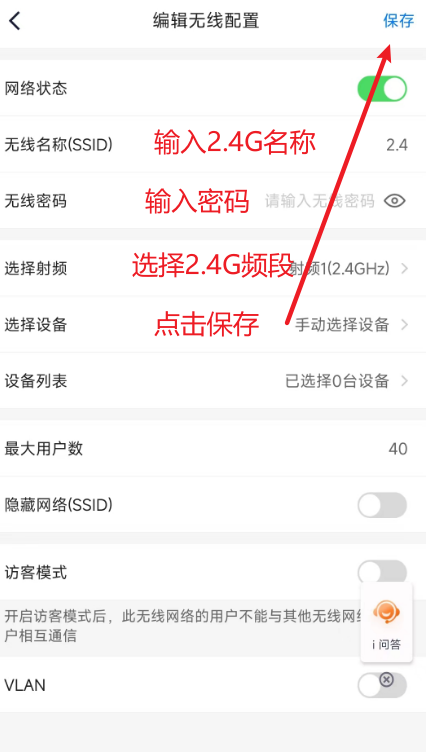 编辑无线配置 保存
网络状态
无线名称(SSID) 输入2.4G名称 2.4
无线密码 输入密码 请输入无线密码
选择射频 选择2.4G频段 射频1(2.4GHz)
选择设备 点击保存 手动选择设备
设备列表 已选择0台设备
最大用户数 40
隐藏网络(SSID)
访客模式
开启访客模式后，此无线网络的用户不能与其他无线网络
户相互通信
i 问答
VLAN